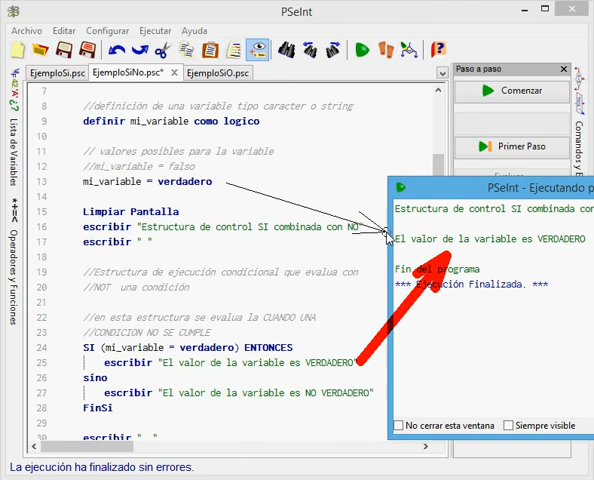 PSeInt
Archivo Editar Configurar Ejecutar Ayuda
EjemploSi.psc EjemploSiNo.psc* EjemploSiO.psc
Paso a paso
Comenzar
Primer Paso
Lista de Variables
Operadores y Funciones
7
8 //definición de una variable tipo caracter o string
9 definir mi_variable como logico
10
11 // valores posibles para la variable
12 //mi_variable = falso
13 mi_variable = verdadero
14
15 Limpiar Pantalla
16 escribir "Estructura de control SI combinada con NO"
17 escribir " "
18
19 //Estructura de ejecución condicional que evalua con
20 //NOT una condición
21
22 //en esta estructura se evalua la CUANDO UNA
23 //CONDICION NO SE CUMPLE
24 SI (mi_variable = verdadero) ENTONCES
25 escribir "El valor de la variable es VERDADERO"
26 sino
27 escribir "El valor de la variable es NO VERDADERO"
28 FinSi
29
30 escribir " "
PSeInt - Ejecutando p
Estructura de control SI combinada con
El valor de la variable es VERDADERO
Fin del programa
*** Ejecución Finalizada. ***
No cerrar esta ventana Siempre visible
Comandos y E
La ejecución ha finalizado sin errores.